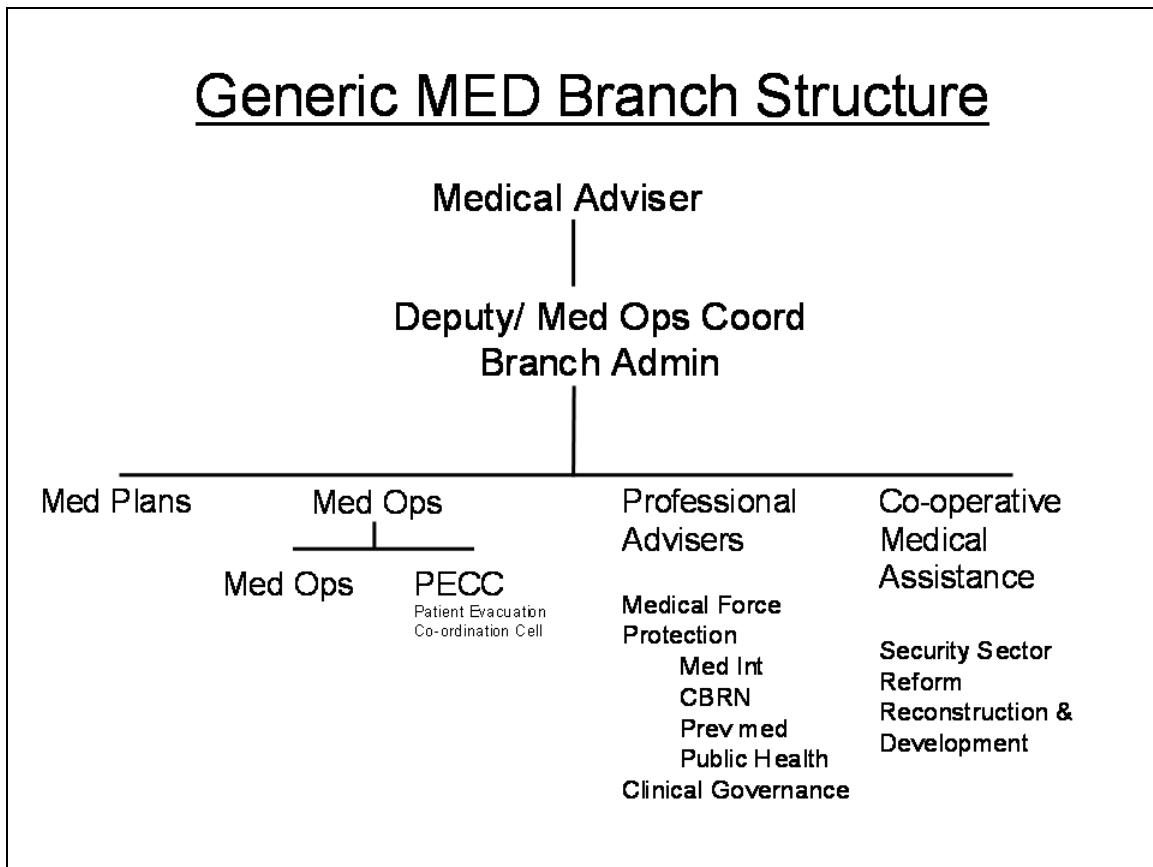 Generic MED Branch Structure
Medical Adviser
Deputy/ Med Ops Coord
Branch Admin
Med Plans
Med Ops
Med Ops
PECC
Patient Evacuation
Co-ordination Cell
Professional
Advisers
Medical Force
Protection
Med Int
CBRN
Prev med
Public Health
Clinical Governance
Co-operative
Medical
Assistance
Security Sector
Reform
Reconstruction &
Development